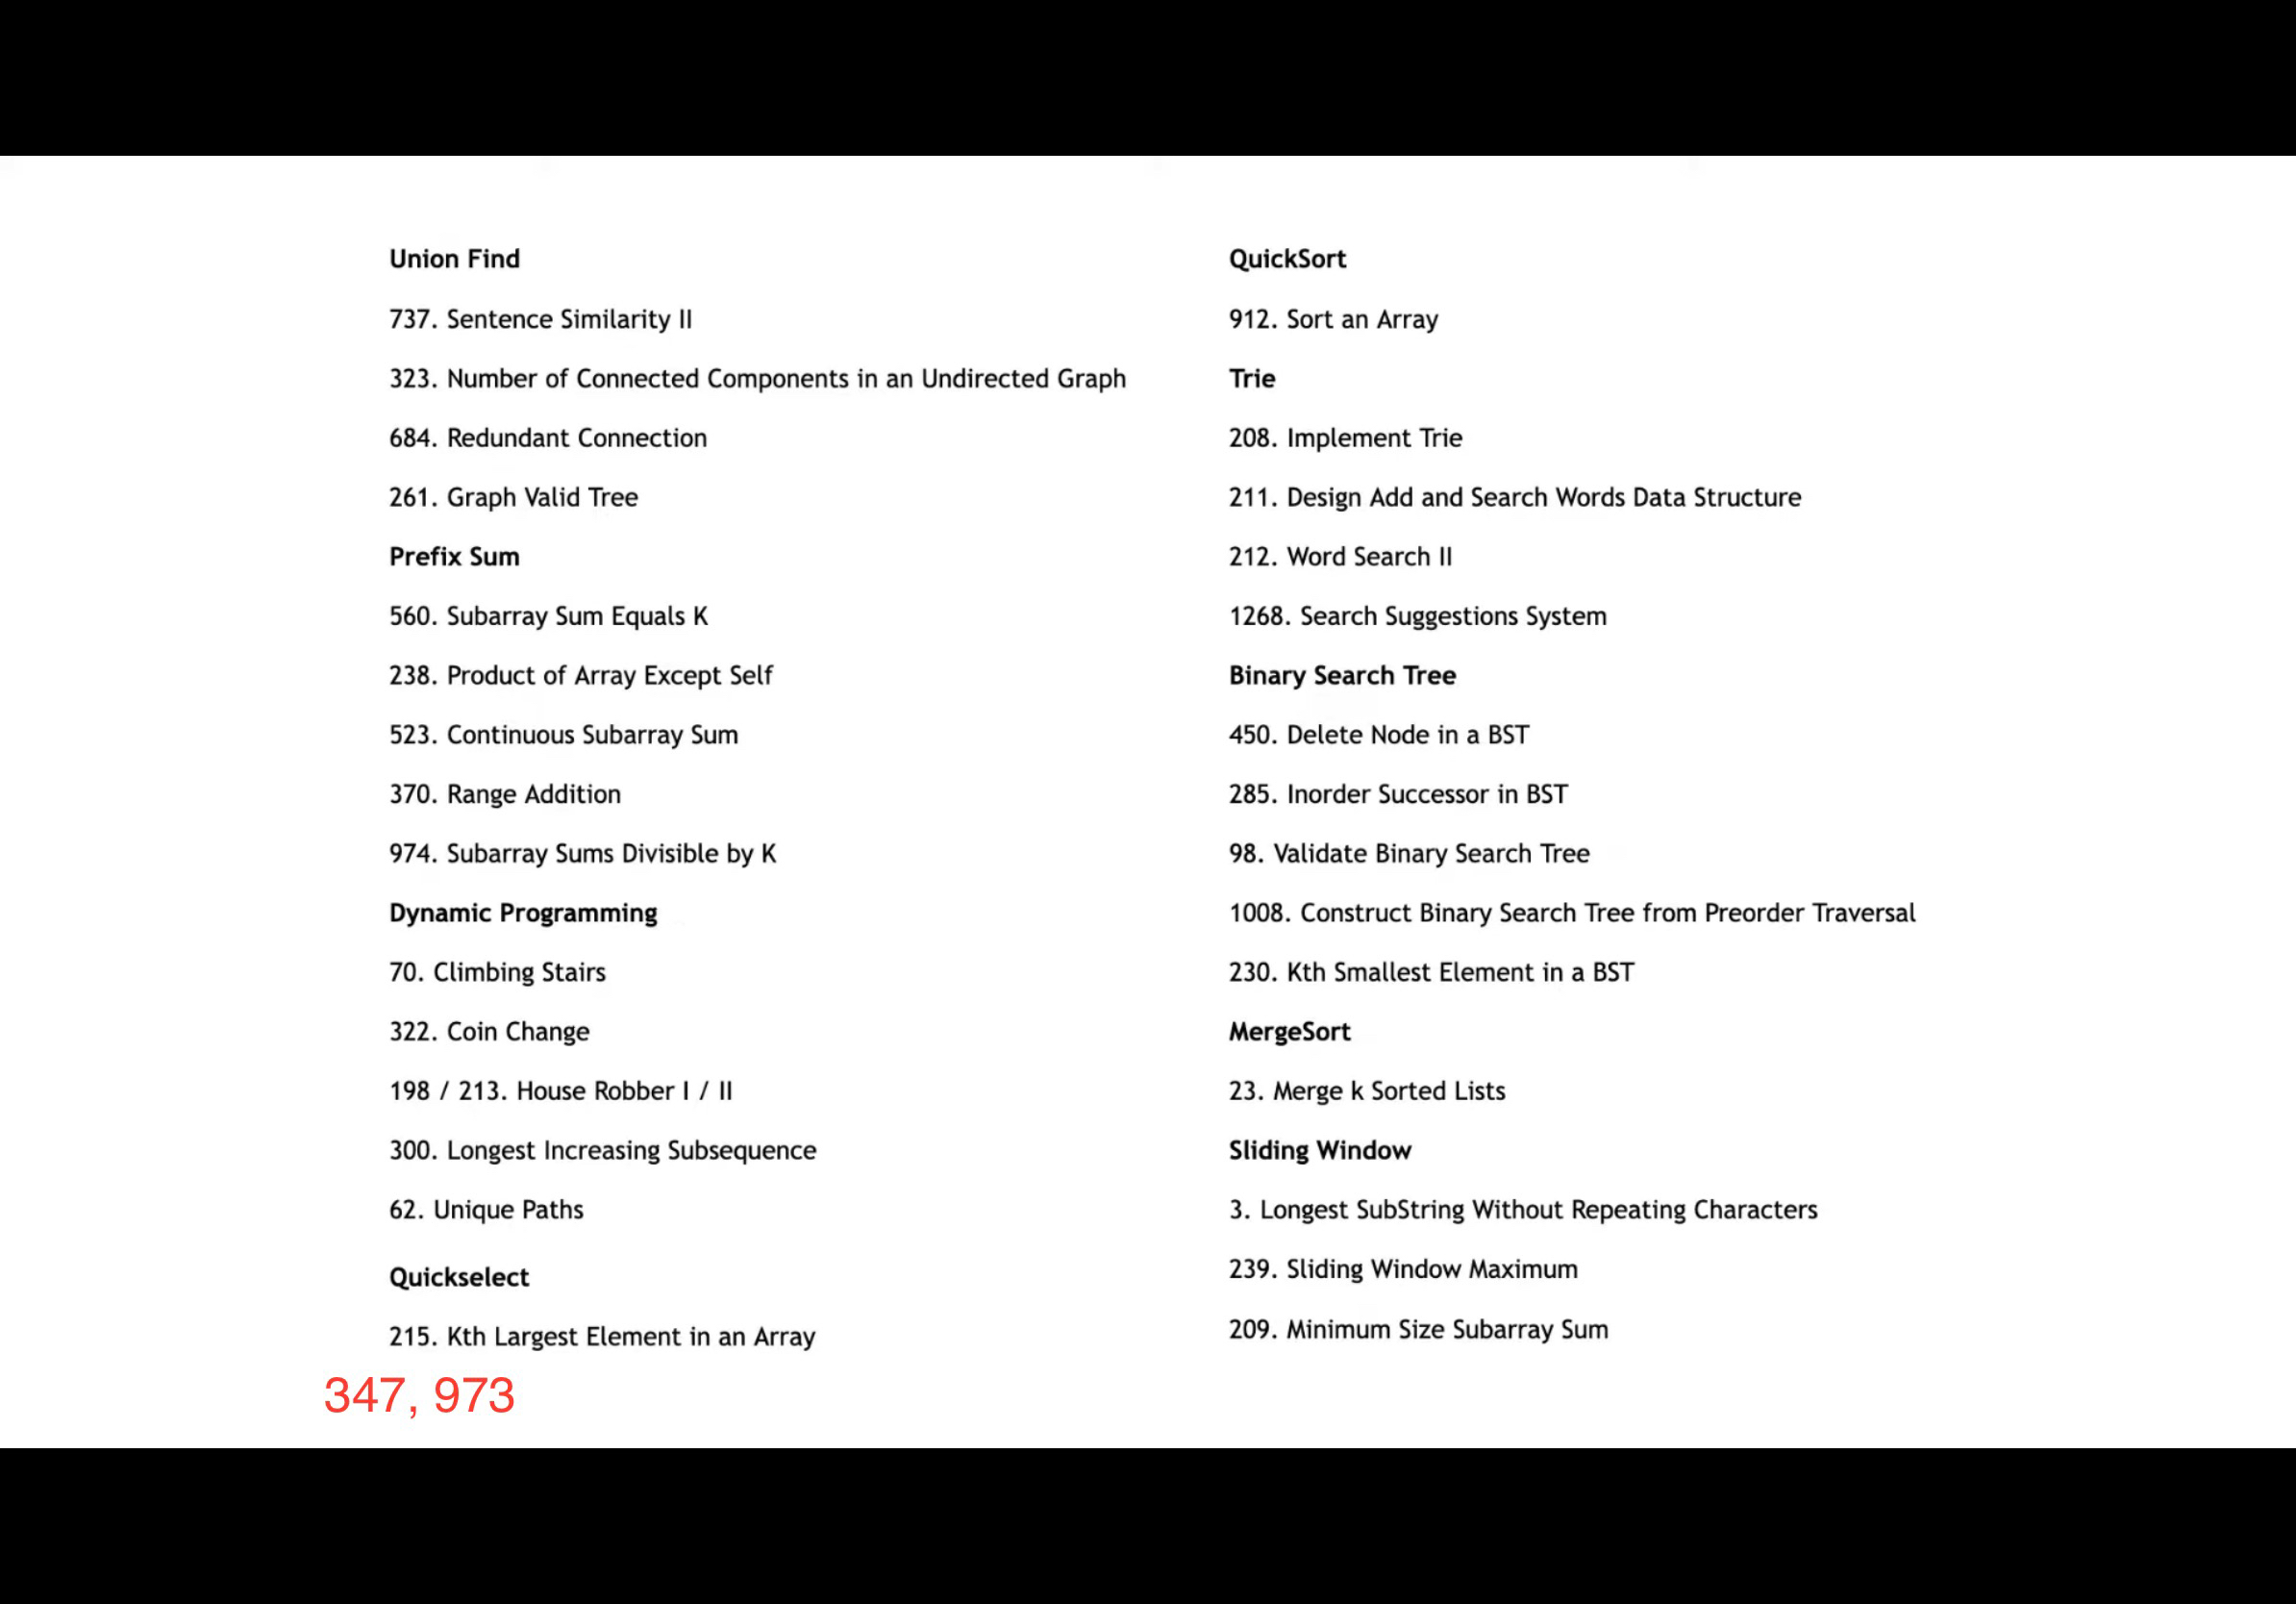 Union Find
737. Sentence Similarity II
323. Number of Connected Components in an Undirected Graph
684. Redundant Connection
261. Graph Valid Tree
Prefix Sum
560. Subarray Sum Equals K
238. Product of Array Except Self
523. Continuous Subarray Sum
370. Range Addition
974. Subarray Sums Divisible by K
Dynamic Programming
70. Climbing Stairs
322. Coin Change
198 / 213. House Robber I / II
300. Longest Increasing Subsequence
62. Unique Paths
Quickselect
215. Kth Largest Element in an Array
347, 973
QuickSort
912. Sort an Array
Trie
208. Implement Trie
211. Design Add and Search Words Data Structure
212. Word Search II
1268. Search Suggestions System
Binary Search Tree
450. Delete Node in a BST
285. Inorder Successor in BST
98. Validate Binary Search Tree
1008. Construct Binary Search Tree from Preorder Traversal
230. Kth Smallest Element in a BST
MergeSort
23. Merge k Sorted Lists
Sliding Window
3. Longest SubString Without Repeating Characters
239. Sliding Window Maximum
209. Minimum Size Subarray Sum